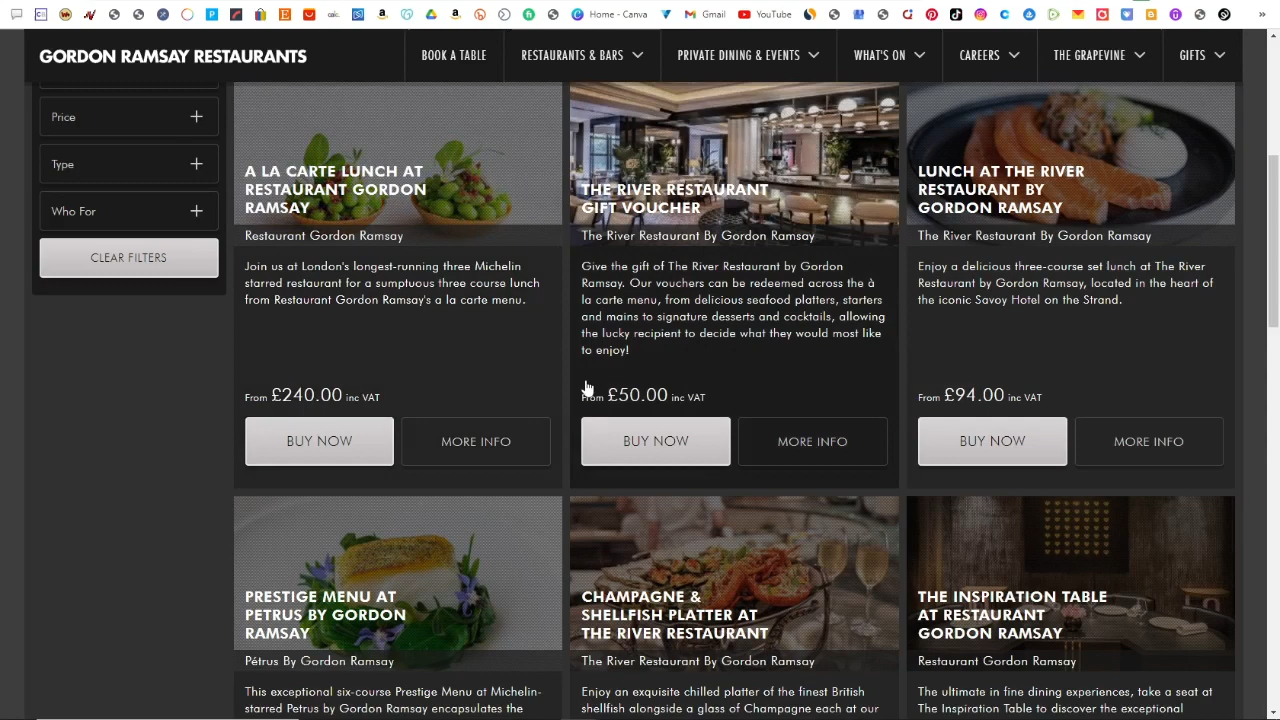 Home - Canva
Gmail
YouTube
GORDON RAMSAY RESTAURANTS
BOOK A TABLE
RESTAURANTS & BARS
PRIVATE DINING & EVENTS
WHAT'S ON
CAREERS
THE GRAPEVINE
GIFTS
Price
Type
Who For
CLEAR FILTERS
A LA CARTE LUNCH AT
RESTAURANT GORDON
RAMSAY
Restaurant Gordon Ramsay
Join us at London's longest-running three Michelin
starred restaurant for a sumptuous three course lunch
from Restaurant Gordon Ramsay's a la carte menu.
From £240.00 inc VAT
BUY NOW
MORE INFO
THE RIVER RESTAURANT
GIFT VOUCHER
The River Restaurant By Gordon Ramsay
Give the gift of The River Restaurant by Gordon
Ramsay. Our vouchers can be redeemed across the à
la carte menu, from delicious seafood platters, starters
and mains to signature desserts and cocktails, allowing
the lucky recipient to decide what they would most like
to enjoy!
From £50.00 inc VAT
BUY NOW
MORE INFO
LUNCH AT THE RIVER
RESTAURANT BY
GORDON RAMSAY
The River Restaurant By Gordon Ramsay
Enjoy a delicious three-course set lunch at The River
Restaurant by Gordon Ramsay, located in the heart of
the iconic Savoy Hotel on the Strand.
From £94.00 inc VAT
BUY NOW
MORE INFO
PRESTIGE MENU AT
PETRUS BY GORDON
RAMSAY
Pétrus By Gordon Ramsay
This exceptional six-course Prestige Menu at Michelin-
starred Petrus by Gordon Ramsay encapsulates the
CHAMPAGNE &
SHELLFISH PLATTER AT
THE RIVER RESTAURANT
The River Restaurant By Gordon Ramsay
Enjoy an exquisite chilled platter of the finest British
shellfish alongside a glass of Champagne each at our
THE INSPIRATION TABLE
AT RESTAURANT
GORDON RAMSAY
Restaurant Gordon Ramsay
The ultimate in fine dining experiences, take a seat at
The Inspiration Table to discover the exceptional